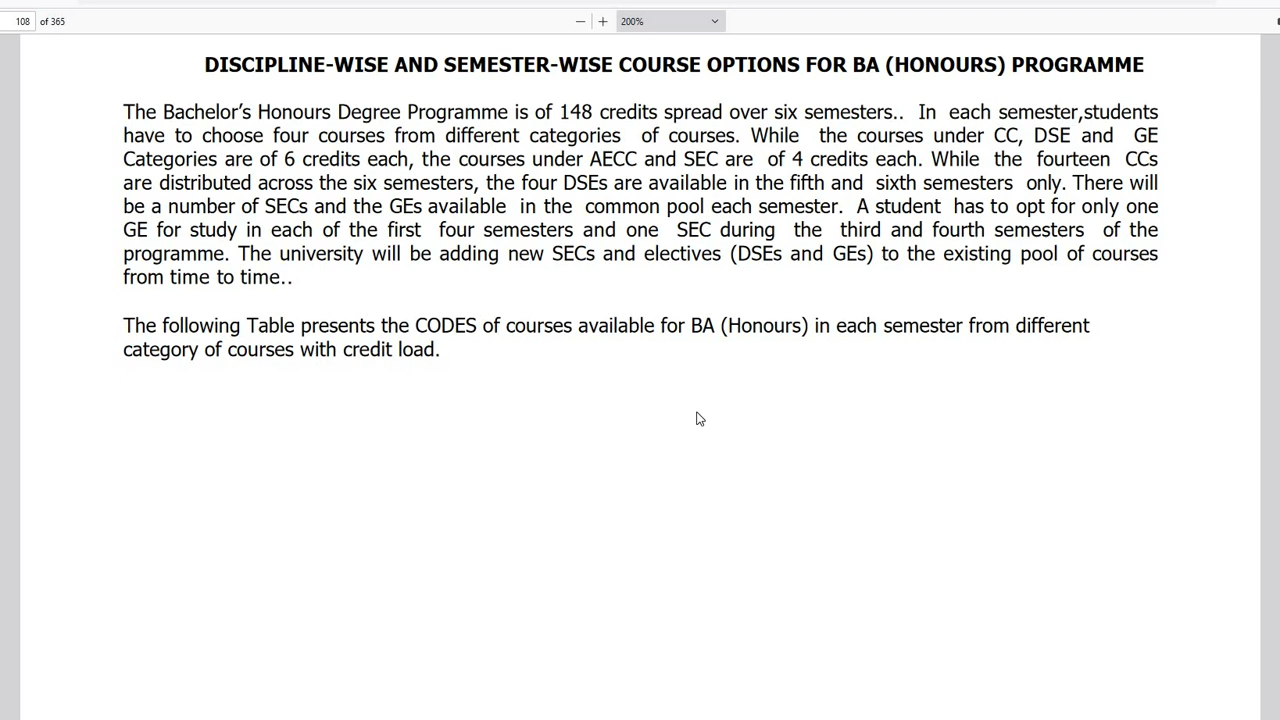 108 of 365
200%
DISCIPLINE-WISE AND SEMESTER-WISE COURSE OPTIONS FOR BA (HONOURS) PROGRAMME
The Bachelor’s Honours Degree Programme is of 148 credits spread over six semesters.. In each semester,students
have to choose four courses from different categories of courses. While the courses under CC, DSE and GE
Categories are of 6 credits each, the courses under AECC and SEC are of 4 credits each. While the fourteen CCs
are distributed across the six semesters, the four DSEs are available in the fifth and sixth semesters only. There will
be a number of SECs and the GEs available in the common pool each semester. A student has to opt for only one
GE for study in each of the first four semesters and one SEC during the third and fourth semesters of the
programme. The university will be adding new SECs and electives (DSEs and GEs) to the existing pool of courses
from time to time..
The following Table presents the CODES of courses available for BA (Honours) in each semester from different
category of courses with credit load.